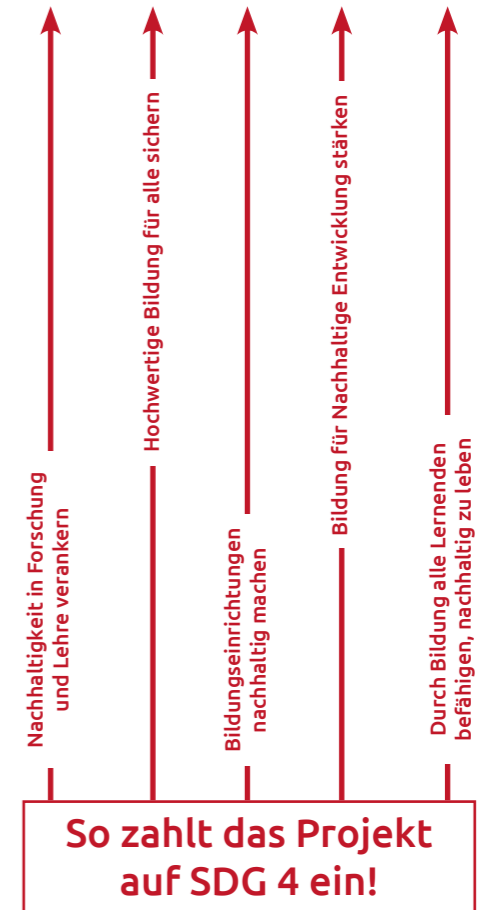 Nachhaltigkeit in Forschung
und Lehre verankern
Hochwertige Bildung für alle sichern
Bildungseinrichtungen
nachhaltig machen
Bildung für Nachhaltige Entwicklung stärken
Durch Bildung alle Lernenden
befähigen, nachhaltig zu leben
So zahlt das Projekt
auf SDG 4 ein!